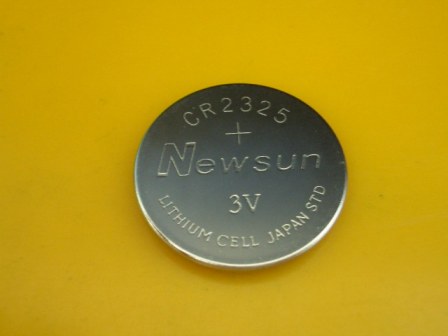 CR2325
+
Newsun
3V
LITHIUM CELL JAPAN STD